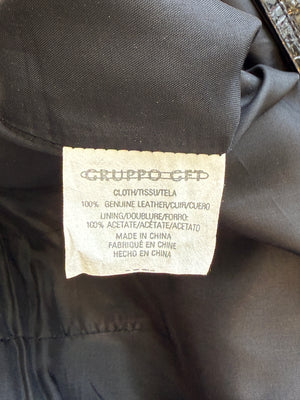 GRUPPO GFT
CLOTH/TISSU/TELA
100% GENUINE LEATHER/CUIR/CUERO
LINING/DOUBLURE/FORRO:
100% ACETATE/ACÉTATE/ACETATO
MADE IN CHINA
FABRIQUÉ EN CHINE
HECHO EN CHINA